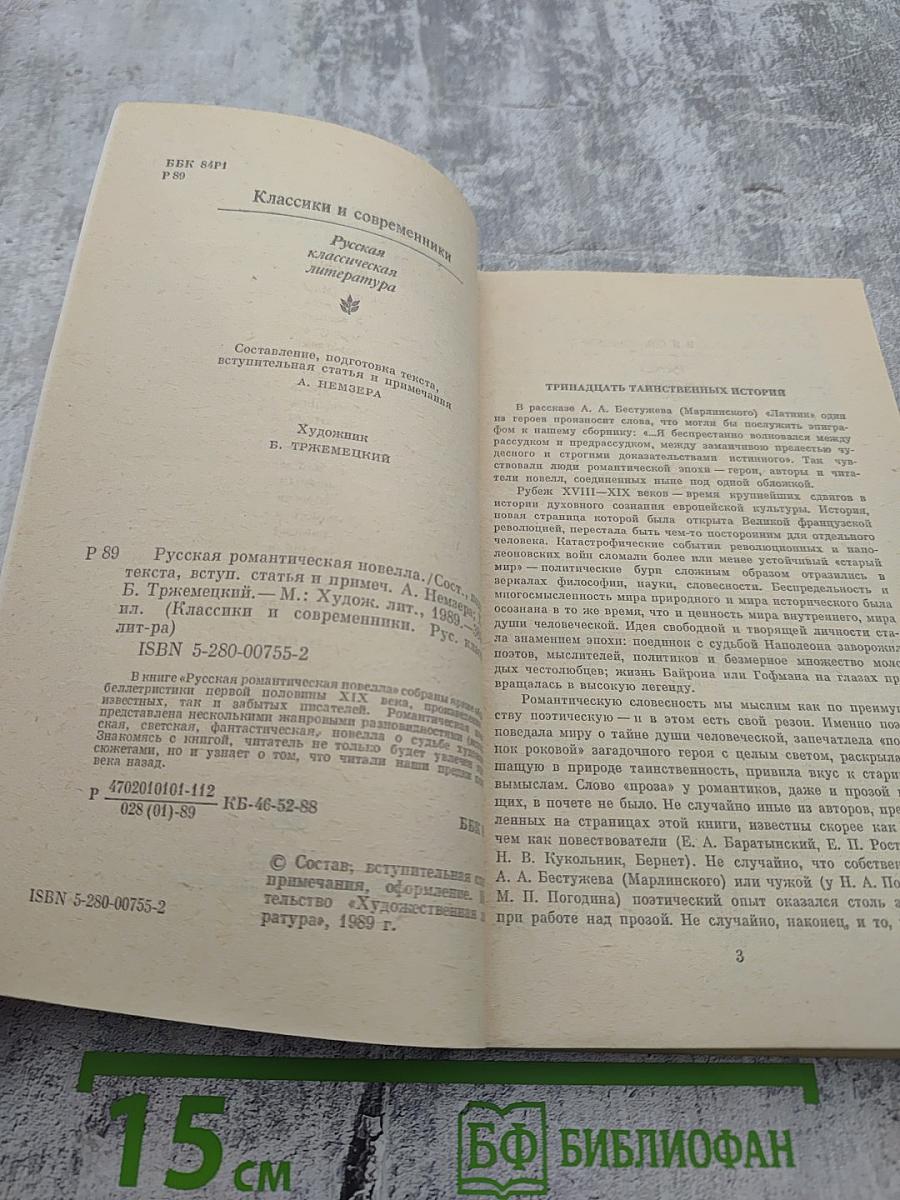 ББК 84Р1
Р 89
Классики и современники
Русская
классическая
литература
Составление, подготовка текста,
вступительная статья и примечания
А. НЕМЗЕРА
Художник
Б. ТРЖЕМЕЦКИЙ
Р 89 Русская романтическая новелла./Сост.,
текста, вступ. статья и примеч. А. Немзера;
Б. Тржемецкий.— М.: Худож. лит., 1989.—
ил. (Классики и современники. Рус.
лит-ра)
ISBN 5-280-00755-2
В книге «Русская романтическая новелла» собраны
беллетристики первой половины XIX века,
известных, так и забытых писателей. Романтическая
представлена несколькими жанровыми разновидностями
ская, светская, фантастическая, новелла о судьбе
Знакомясь с книгой, читатель не только будет увлечен
сюжетами, но и узнает о том, что читали наши предки
века назад.
Р 4702010101-112
028 (01)-89 КБ-46-52-88
ББК
© Состав, вступительная
примечания, оформление.
тельство «Художественная
ратура», 1989 г.
ISBN 5-280-00755-2
ТРИНАДЦАТЬ ТАИНСТВЕННЫХ ИСТОРИЙ
В рассказе А. А. Бестужева (Марлинского) «Латник» один
из героев произносит слова, что могли бы послужить эпигра-
фом к нашему сборнику: «...Я беспрестанно волновался между
рассудком и предрассудком, между заманчивою прелестью чу-
десного и строгими доказательствами истинного». Так чув-
ствовали люди романтической эпохи — герои, авторы и чита-
тели новелл, соединенных ныне под одной обложкой.
Рубеж XVIII—XIX веков — время крупнейших сдвигов в
истории духовного сознания европейской культуры. История,
новая страница которой была открыта Великой французской
революцией, перестала быть чем-то посторонним для отдельного
человека. Катастрофические события революционных и напо-
леоновских войн сломали более или менее устойчивый «старый
мир» — политические бури сложным образом отразились в
зеркалах философии, науки, словесности. Беспредельность и
многосмысленность мира природного и мира исторического была
осознана в то же время, что и ценность мира внутреннего, мира
души человеческой. Идея свободной и творящей личности ста-
ла знамением эпохи: поединок с судьбой Наполеона заворожил
поэтов, мыслителей, политиков и безмерное множество моло
дых честолюбцев; жизнь Байрона или Гофмана на глазах пр
вращалась в высокую легенду.
Романтическую словесность мы мыслим как по преиму
ству поэтическую — и в этом есть свой резон. Именно поэ
поведала миру о тайне души человеческой, запечатлела «по
нок роковой» загадочного героя с целым светом, раскрыла
шащую в природе таинственность, привила вкус к стари
вымыслам. Слово «проза» у романтиков, даже и прозой
щих, в почете не было. Не случайно иные из авторов, пре
ленных на страницах этой книги, известны скорее как
чем как повествователи (Е. А. Баратынский, Е. П. Рост
Н. В. Кукольник, Бернет). Не случайно, что собствен
А. А. Бестужева (Марлинского) или чужой (у Н. А. По
М. П. Погодина) поэтический опыт оказался столь
при работе над прозой. Не случайно, наконец, и то,
3
15 см
БФ БИБЛИОФАН